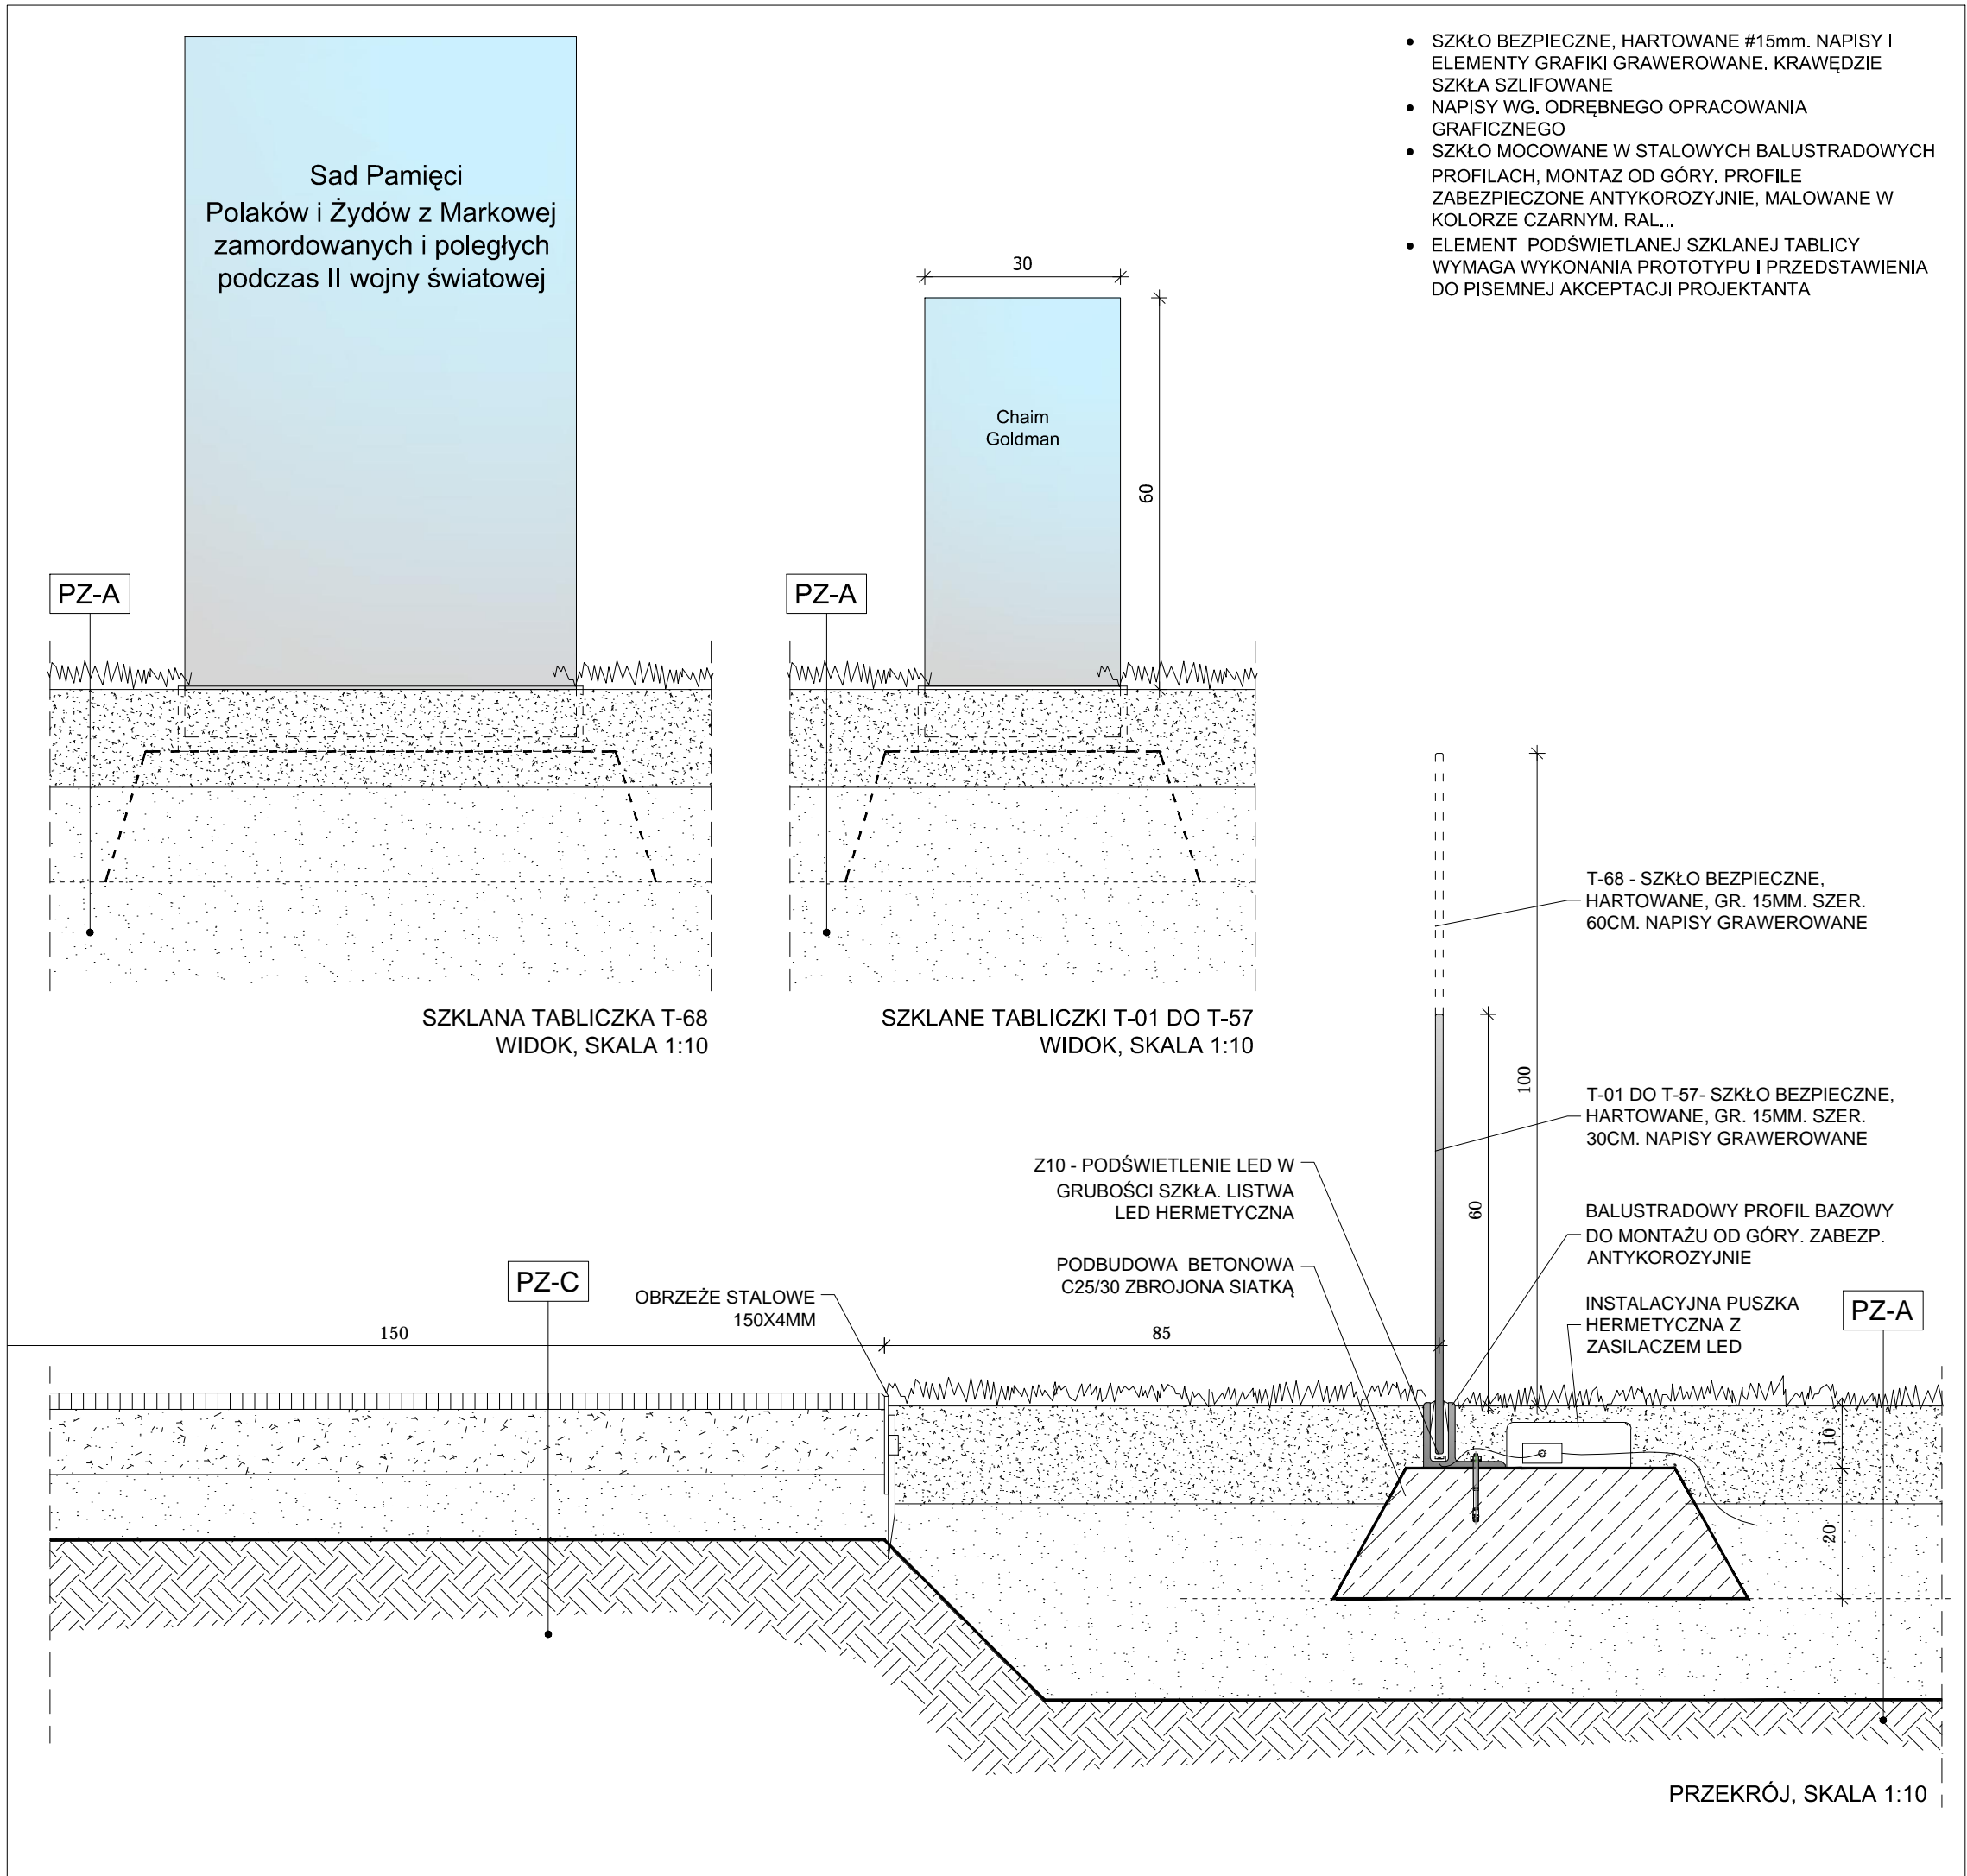 • SZKŁO BEZPIECZNE, HARTOWANE #15mm. NAPISY I
ELEMENTY GRAFIKI GRAWEROWANE. KRAWĘDZIE
SZKŁA SZLIFOWANE
• NAPISY WG. ODRĘBNEGO OPRACOWANIA
GRAFICZNEGO
• SZKŁO MOCOWANE W STALOWYCH BALUSTRADOWYCH
PROFILACH, MONTAZ OD GÓRY. PROFILE
ZABEZPIECZONE ANTYKOROZYJNIE, MALOWANE W
KOLORZE CZARNYM. RAL...
• ELEMENT PODŚWIETLANEJ SZKLANEJ TABLICY
WYMAGA WYKONANIA PROTOTYPU I PRZEDSTAWIENIA
DO PISEMNEJ AKCEPTACJI PROJEKTANTA
Sad Pamięci
Polaków i Żydów z Markowej
zamordowanych i poległych
podczas II wojny światowej
PZ-A
SZKLANA TABLICZKA T-68
WIDOK, SKALA 1:10
30
60
Chaim
Goldman
PZ-A
SZKLANE TABLICZKI T-01 DO T-57
WIDOK, SKALA 1:10
T-68 - SZKŁO BEZPIECZNE,
HARTOWANE, GR. 15MM. SZER.
60CM. NAPISY GRAWEROWANE
100
T-01 DO T-57- SZKŁO BEZPIECZNE,
HARTOWANE, GR. 15MM. SZER.
30CM. NAPISY GRAWEROWANE
60
Z10 - PODŚWIETLENIE LED W
GRUBOŚCI SZKŁA. LISTWA
LED HERMETYCZNA
BALUSTRADOWY PROFIL BAZOWY
DO MONTAŻU OD GÓRY. ZABEZP.
ANTYKOROZYJNIE
PODBUDOWA BETONOWA
C25/30 ZBROJONA SIATKĄ
PZ-C
OBRZEŻE STALOWE
150X4MM
INSTALACYJNA PUSZKA
HERMETYCZNA Z
ZASILACZEM LED
PZ-A
150
85
10
20
PRZEKRÓJ, SKALA 1:10